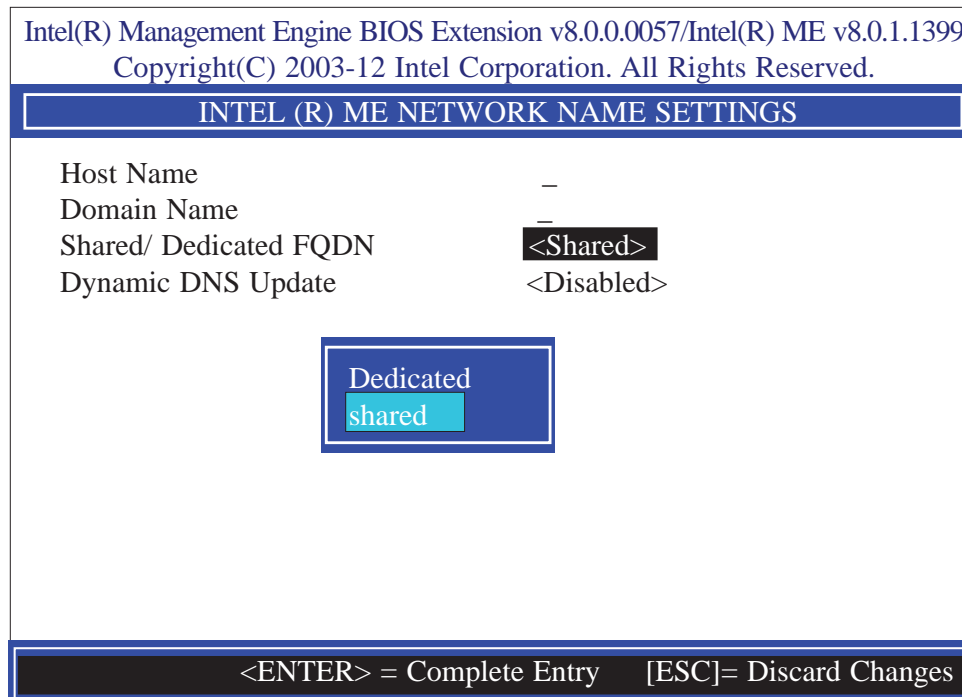 Intel(R) Management Engine BIOS Extension v8.0.0.0057/Intel(R) ME v8.0.1.1399
Copyright(C) 2003-12 Intel Corporation. All Rights Reserved.
INTEL (R) ME NETWORK NAME SETTINGS
Host Name _
Domain Name _
Shared/ Dedicated FQDN <Shared>
Dynamic DNS Update <Disabled>
Dedicated
shared
<ENTER> = Complete Entry [ESC]= Discard Changes